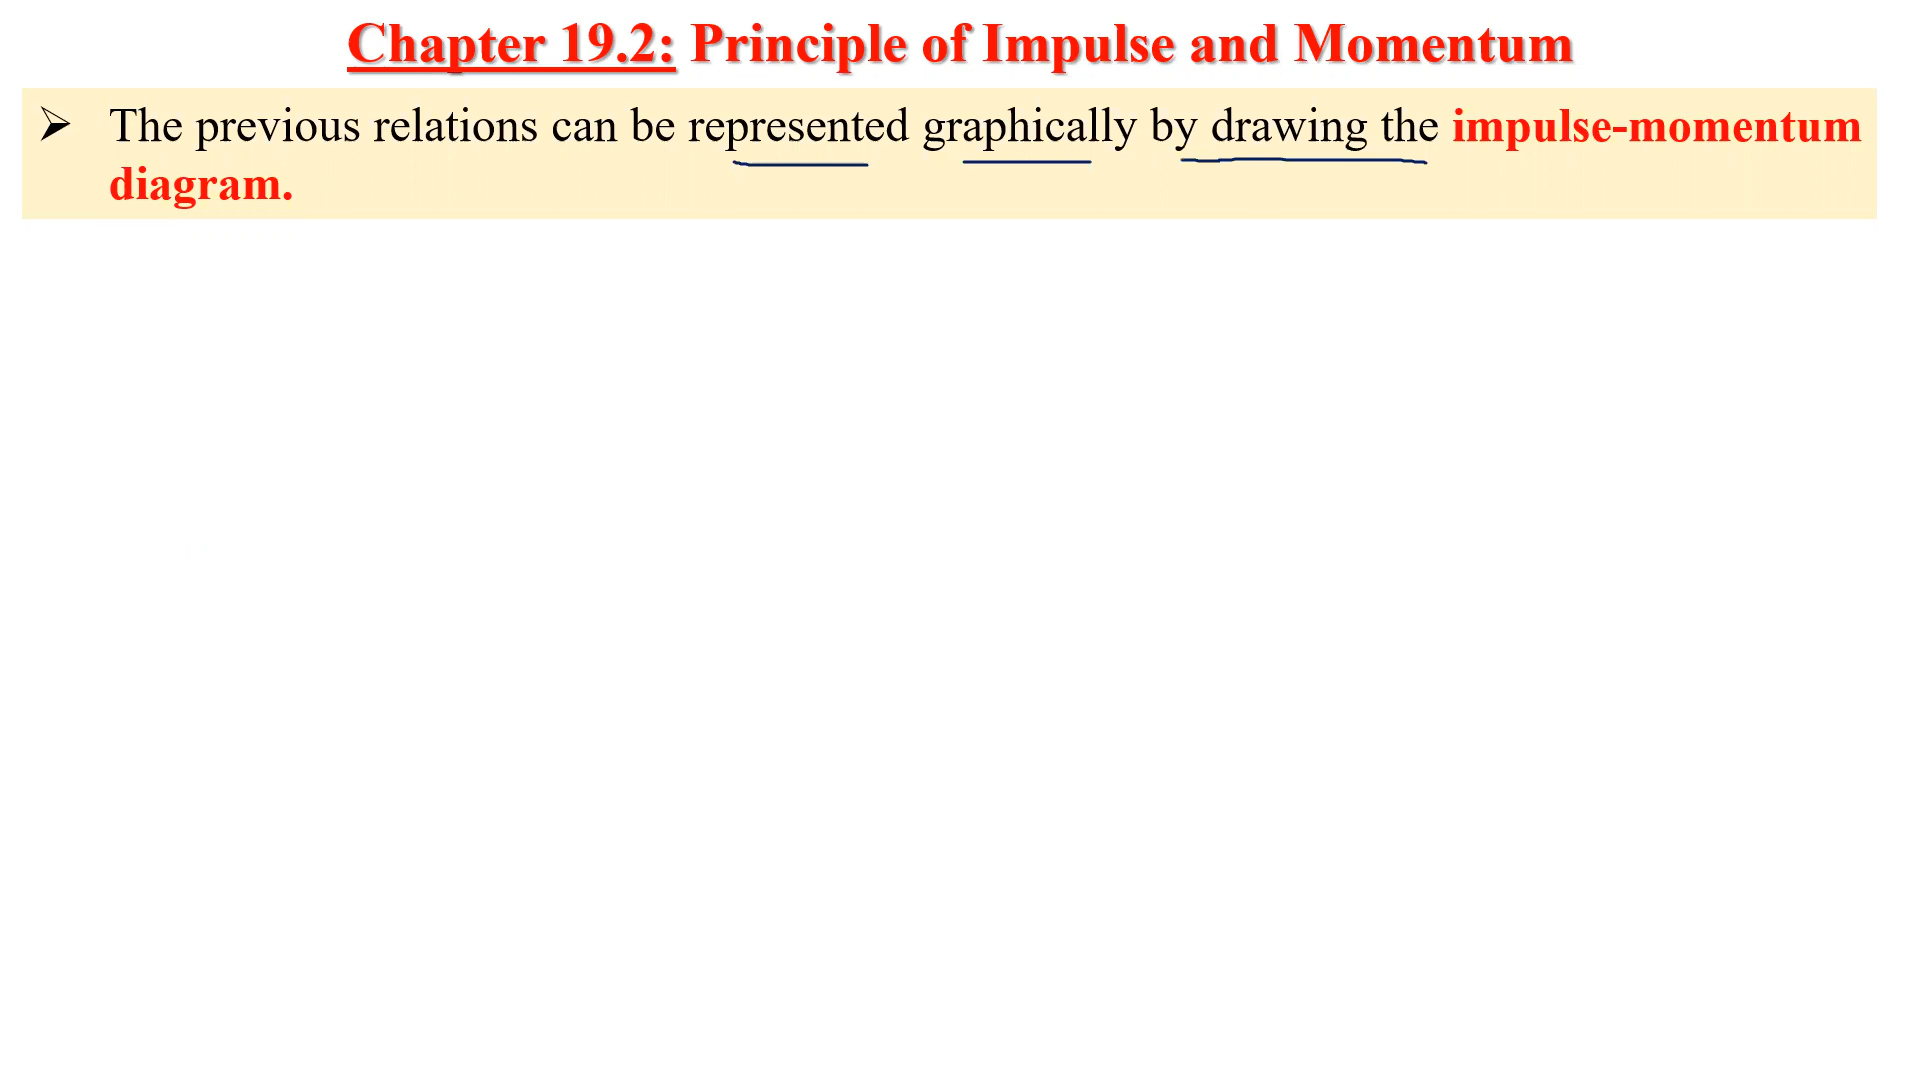 Chapter 19.2: Principle of Impulse and Momentum
➢ The previous relations can be represented graphically by drawing the impulse-momentum
diagram.